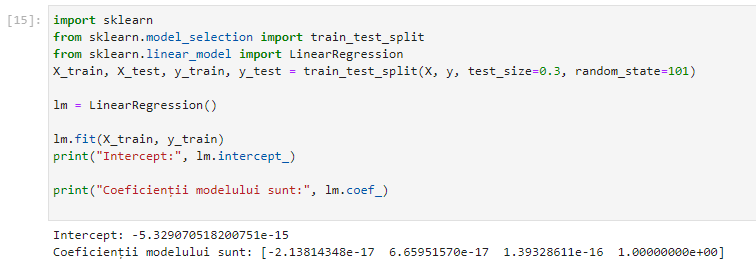 [15]:
import sklearn
from sklearn.model_selection import train_test_split
from sklearn.linear_model import LinearRegression
X_train, X_test, y_train, y_test = train_test_split(X, y, test_size=0.3, random_state=101)
lm = LinearRegression()
lm.fit(X_train, y_train)
print("Intercept:", lm.intercept_)
print("Coeficienții modelului sunt:", lm.coef_)
Intercept: -5.329070518200751e-15
Coeficienții modelului sunt: [-2.13814348e-17  6.65951570e-17  1.39328611e-16  1.00000000e+00]